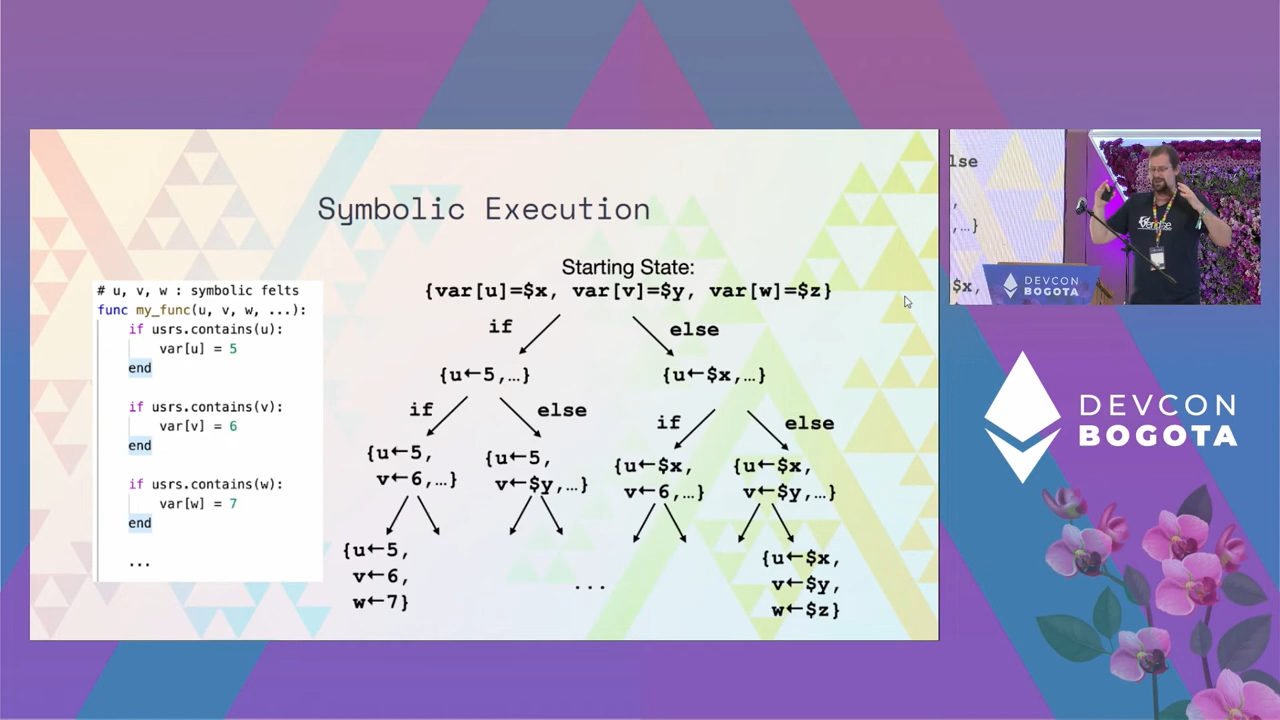 Symbolic Execution
# u, v, w : symbolic felts
func my_func(u, v, w, ...):
if usrs.contains(u):
var[u] = 5
end
if usrs.contains(v):
var[v] = 6
end
if usrs.contains(w):
var[w] = 7
end
...
Starting State:
{var[u]=$x, var[v]=$y, var[w]=$z}
if
else
{u←5,…}
{u←$x,…}
if
else
if
else
{u←5,
v←6,…}
{u←5,
v←$y,…}
{u←$x,
v←6,…}
{u←$x,
v←$y,…}
{u←5,
v←6,
w←7}
...
{u←$x,
v←$y,
w←$z}
lse
,
,…}
$x,
DEVCON
BOGOTA
DEVCON
BOGOTA